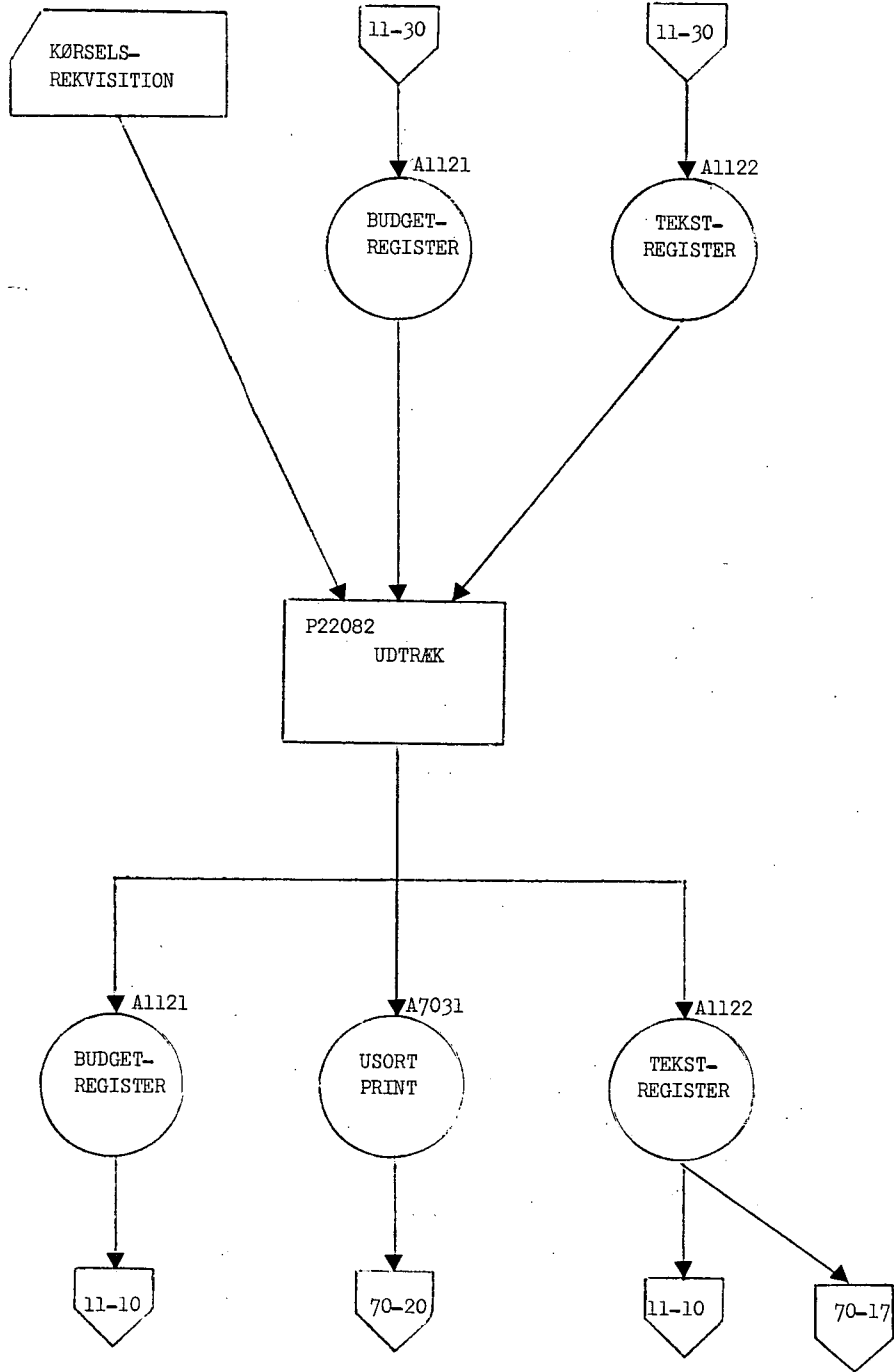 11-30
11-30
KØRSELS-
REKVISITION
A1121
A1122
BUDGET-
REGISTER
TEKST-
REGISTER
P22082
UDTRÆK
A1121
A7031
A1122
BUDGET-
REGISTER
USORT
PRINT
TEKST-
REGISTER
11-10
70-20
11-10
70-17